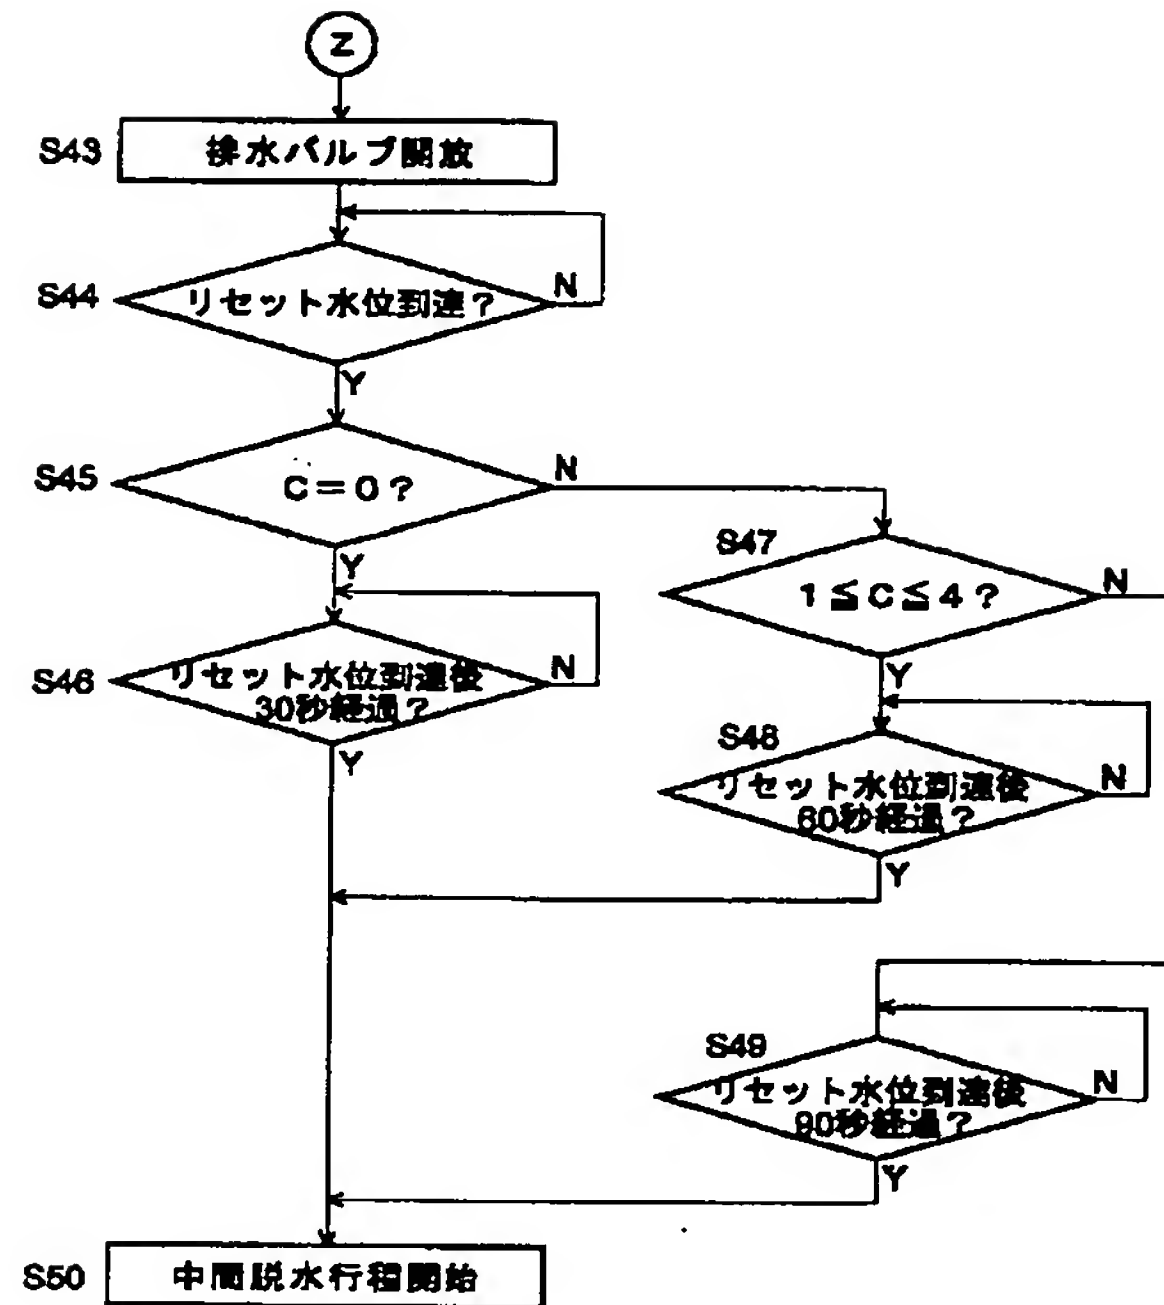 Z
S43
排水バルブ開放
S44
リセット水位到達?
N
Y
S45
C=0?
N
Y
S47
1≦C≦4?
N
Y
S46
リセット水位到達後
30秒経過?
N
Y
S48
リセット水位到達後
60秒経過?
N
Y
S49
リセット水位到達後
90秒経過?
N
Y
S50
中間脱水行程開始